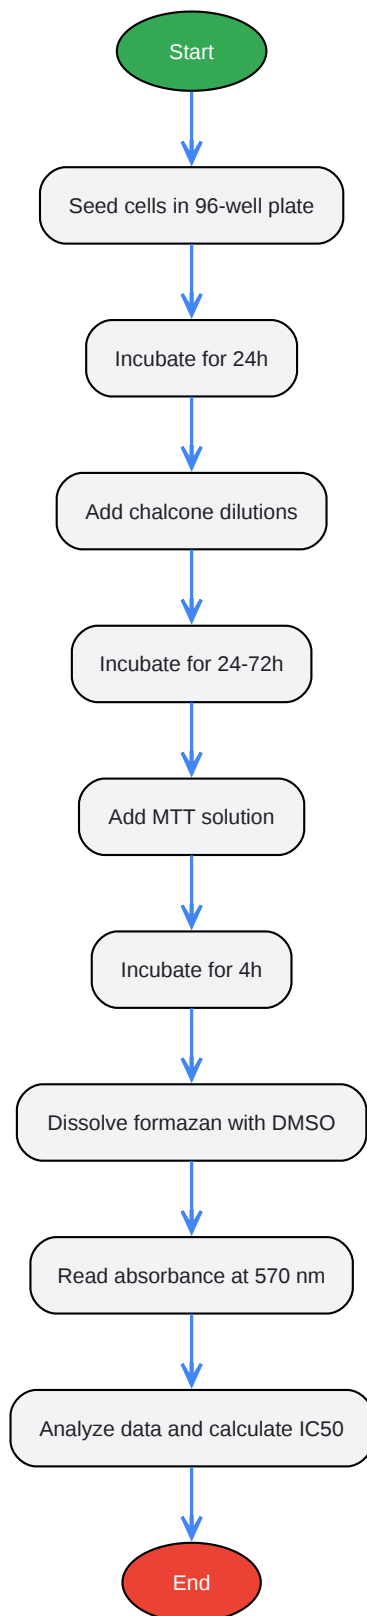 Start
Seed cells in 96-well plate
Incubate for 24h
Add chalcone dilutions
Incubate for 24-72h
Add MTT solution
Incubate for 4h
Dissolve formazan with DMSO
Read absorbance at 570 nm
Analyze data and calculate IC50
End